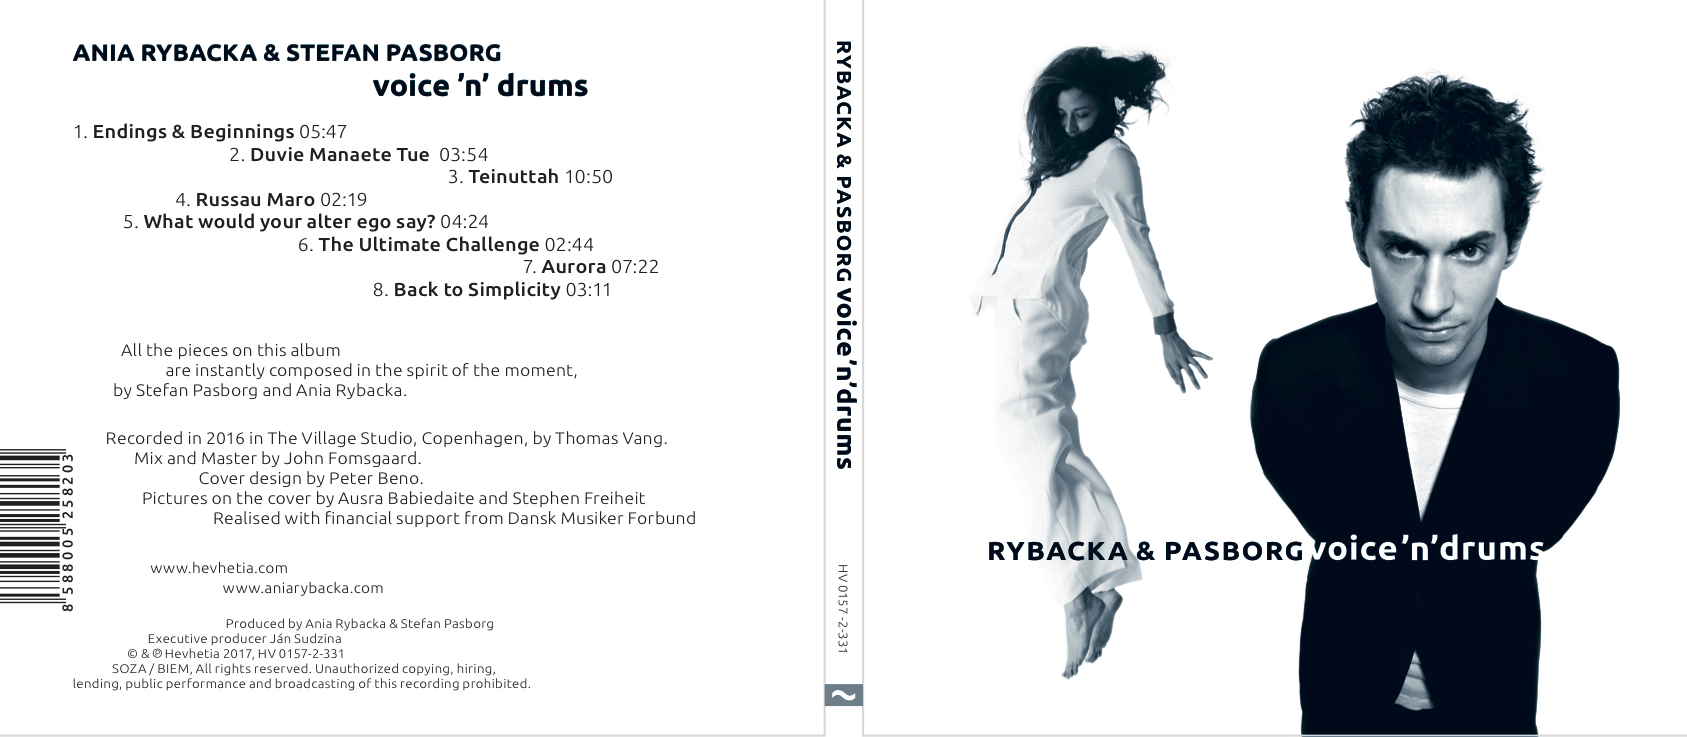 ANIA RYBACKA & STEFAN PASBORG
voice ’n’ drums
1. Endings & Beginnings 05:47
2. Duvie Manaete Tue 03:54
3. Teinuttah 10:50
4. Russau Maro 02:19
5. What would your alter ego say? 04:24
6. The Ultimate Challenge 02:44
7. Aurora 07:22
8. Back to Simplicity 03:11
All the pieces on this album
are instantly composed in the spirit of the moment,
by Stefan Pasborg and Ania Rybacka.
Recorded in 2016 in The Village Studio, Copenhagen, by Thomas Vang.
Mix and Master by John Fomsgaard.
Cover design by Peter Beno.
Pictures on the cover by Ausra Babiedaite and Stephen Freiheit
Realised with financial support from Dansk Musiker Forbund
8 588005 258203
www.hevhetia.com
www.aniarybacka.com
Produced by Ania Rybacka & Stefan Pasborg
Executive producer Ján Sudzina
© & ℗ Hevhetia 2017, HV 0157-2-331
SOZA / BIEM, All rights reserved. Unauthorized copying, hiring,
lending, public performance and broadcasting of this recording prohibited.
RYBACKA & PASBORG voice’n’drums
HV 0157 -2-331
RYBACKA & PASBORG voice’n’drums